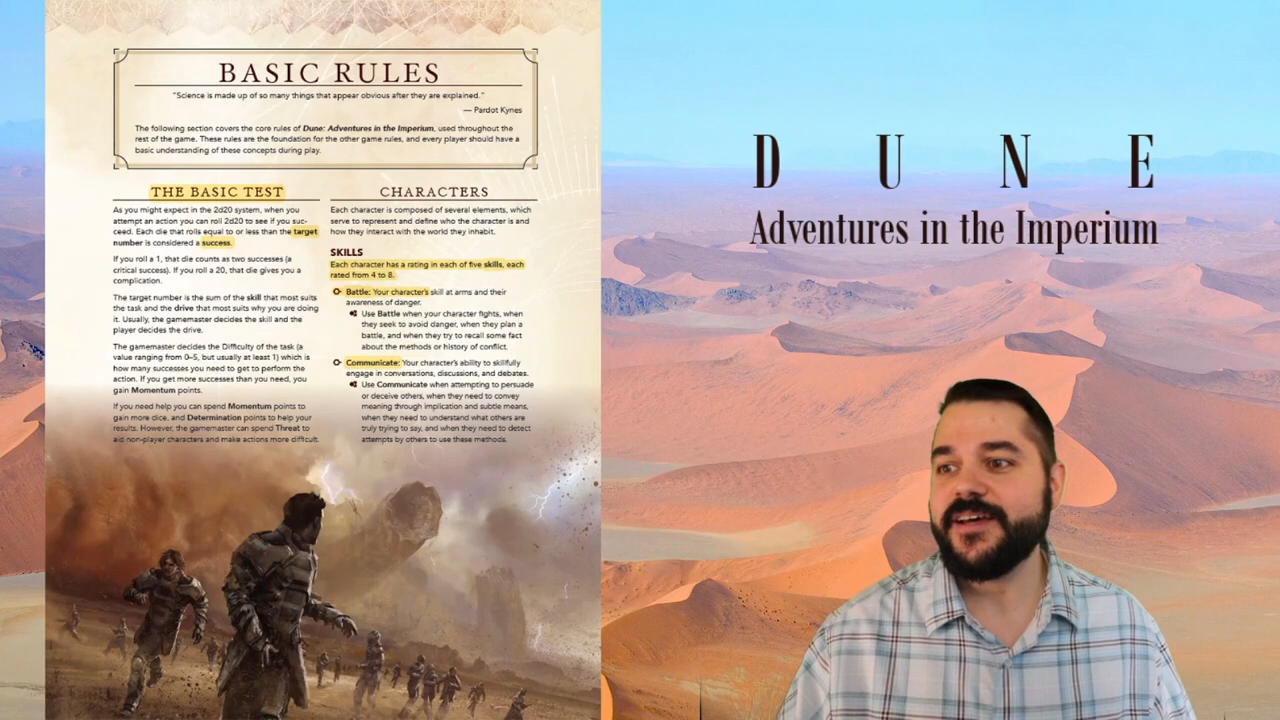 BASIC RULES
"Science is made up of so many things that appear obvious after they are explained."
— Pardot Kynes
The following section covers the core rules of Dune: Adventures in the Imperium, used throughout the
rest of the game. These rules are the foundation for the other game rules, and every player should have a
basic understanding of these concepts during play.
THE BASIC TEST
As you might expect in the 2d20 system, when you
attempt an action you can roll 2d20 to see if you suc-
ceed. Each die that rolls equal to or less than the target
number is considered a success.
If you roll a 1, that die counts as two successes (a
critical success). If you roll a 20, that die gives you a
complication.
The target number is the sum of the skill that most suits
the task and the drive that most suits why you are doing
it. Usually, the gamemaster decides the skill and the
player decides the drive.
The gamemaster decides the Difficulty of the task (a
value ranging from 0–5, but usually at least 1) which is
how many successes you need to get to perform the
action. If you get more successes than you need, you
gain Momentum points.
If you need help you can spend Momentum points to
gain more dice, and Determination points to help your
results. However, the gamemaster can spend Threat to
aid non-player characters and make actions more difficult.
CHARACTERS
Each character is composed of several elements, which
serve to represent and define who the character is and
how they interact with the world they inhabit.
SKILLS
Each character has a rating in each of five skills, each
rated from 4 to 8.
Battle: Your character's skill at arms and their
awareness of danger.
Use Battle when your character fights, when
they seek to avoid danger, when they plan a
battle, and when they try to recall some fact
about the methods or history of conflict.
Communicate: Your character's ability to skillfully
engage in conversations, discussions, and debates.
Use Communicate when attempting to persuade
or deceive others, when they need to convey
meaning through implication and subtle means,
when they need to understand what others are
truly trying to say, and when they need to detect
attempts by others to use these methods.
DUNE
Adventures in the Imperium